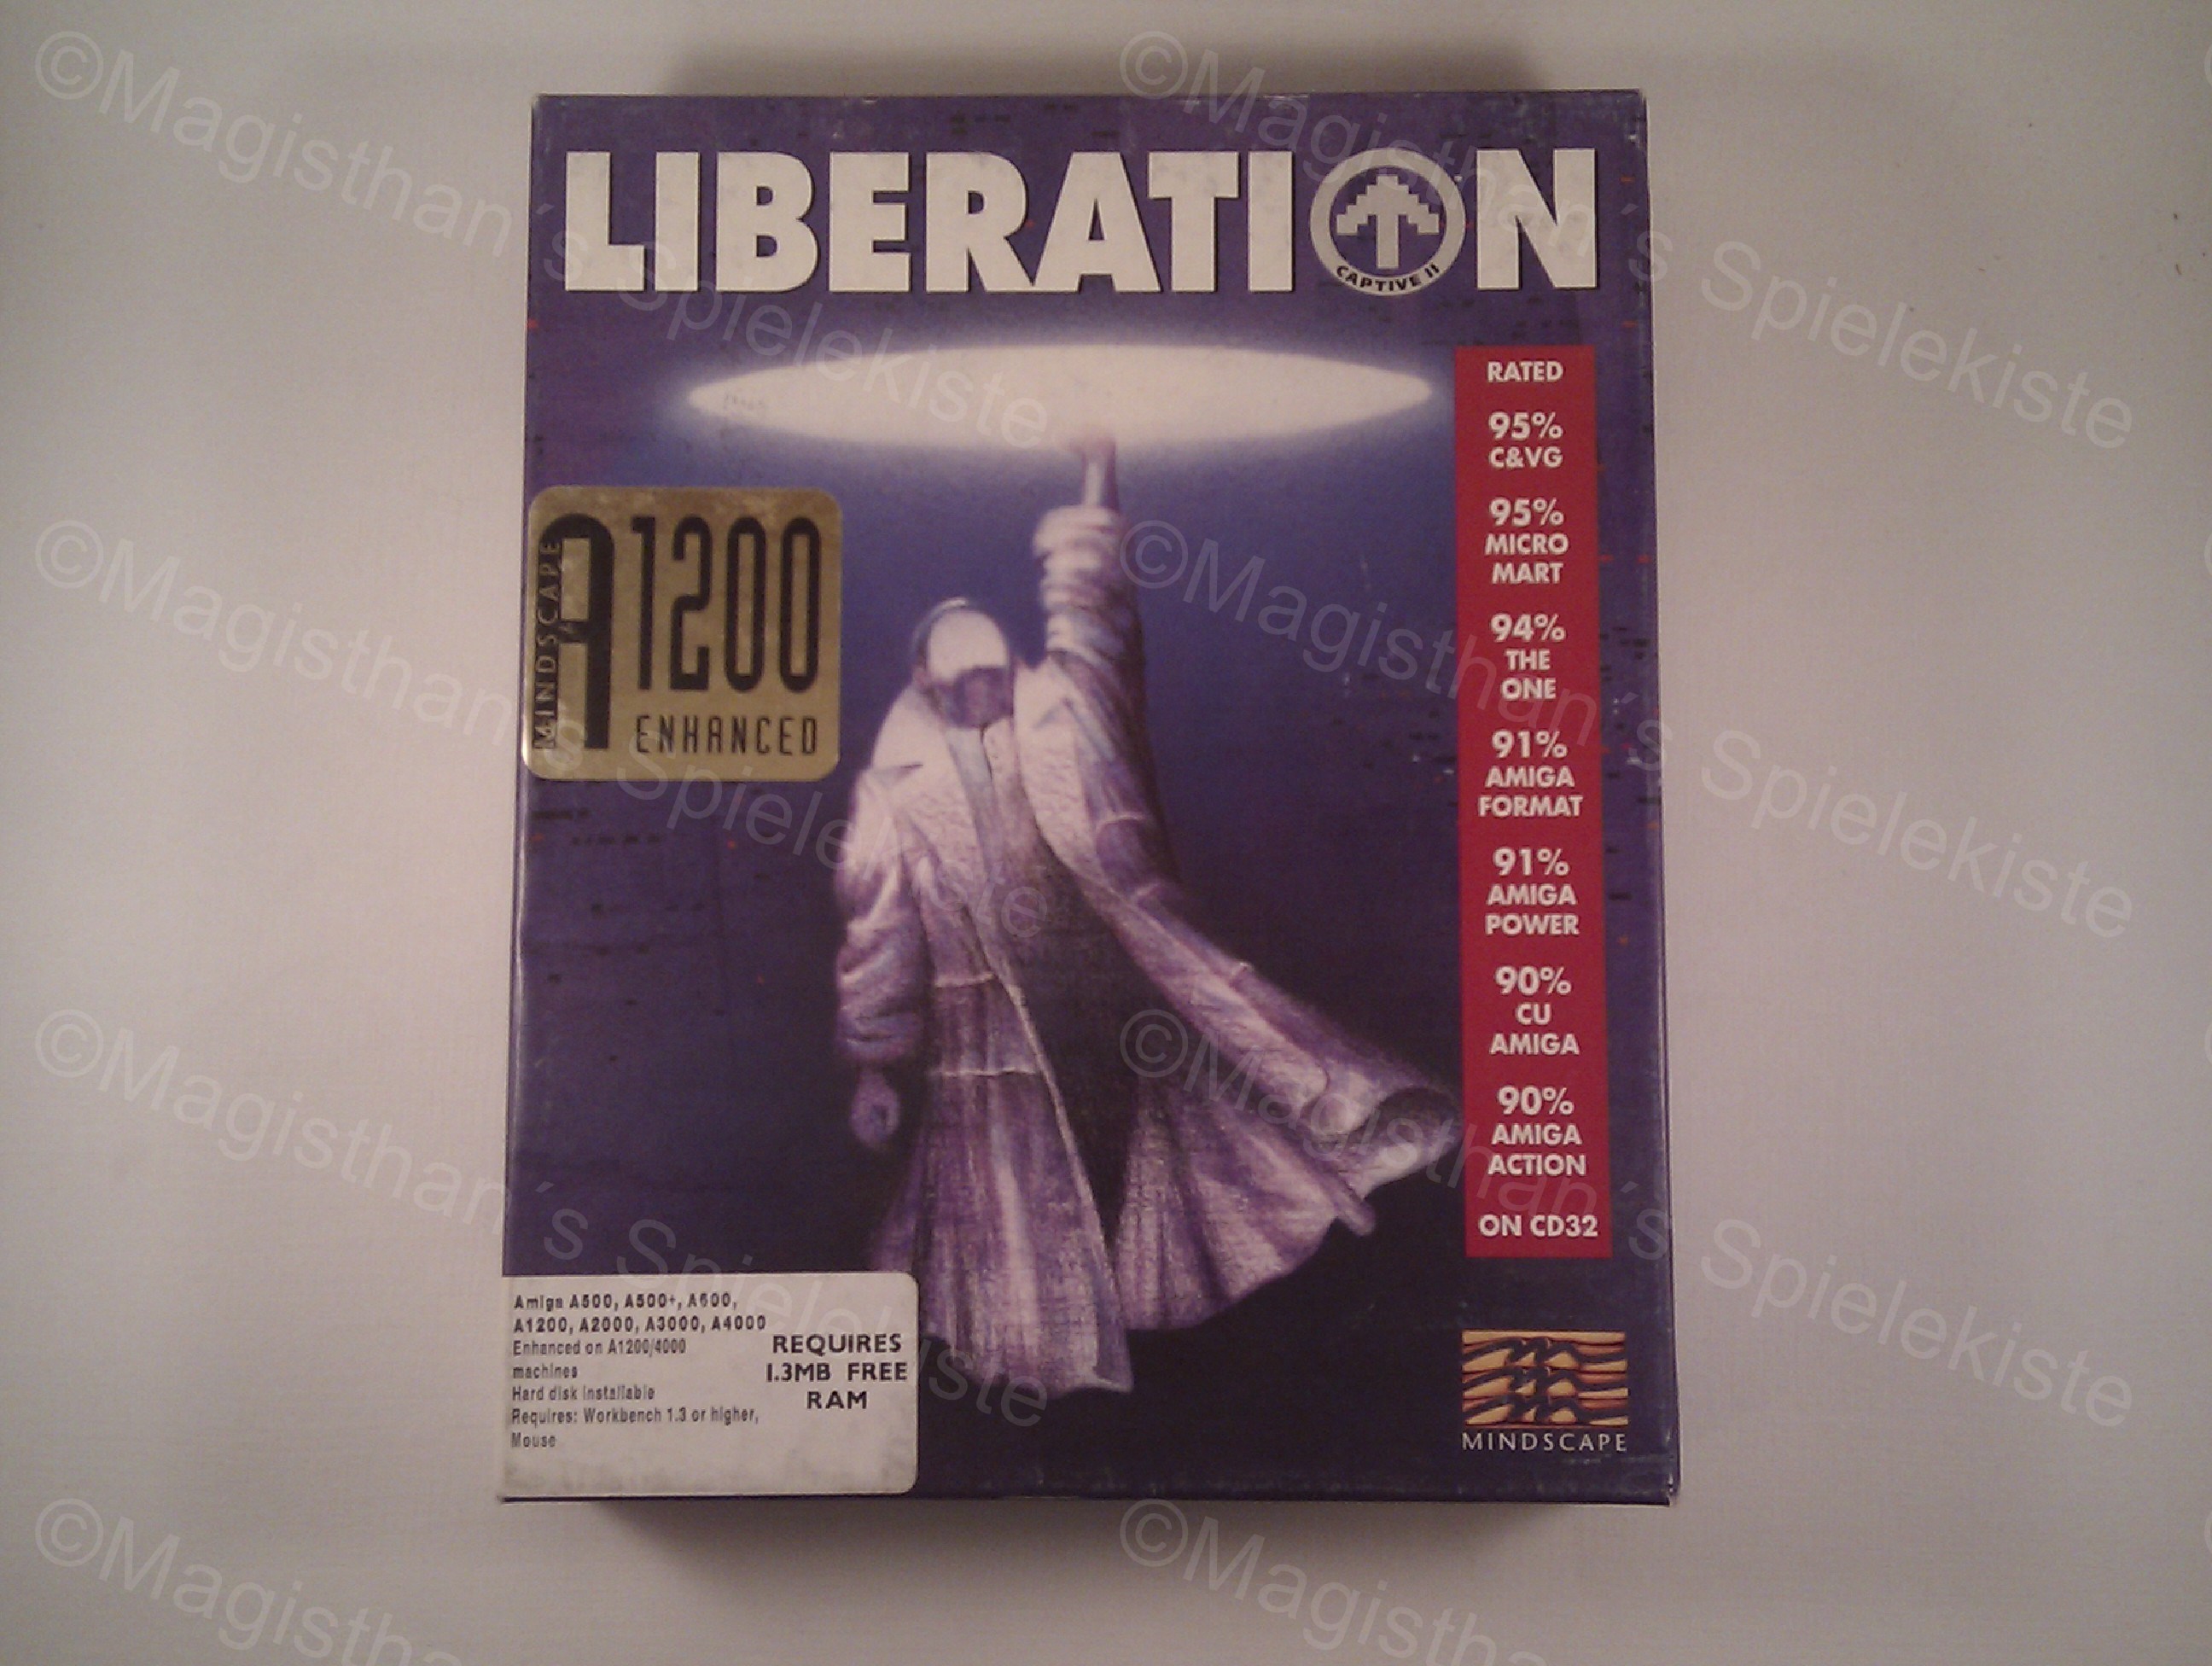 LIBERATION
CAPTIVE II
RATED
95%
C&VG
95%
MICRO
MART
94%
THE
ONE
91%
AMIGA
FORMAT
91%
AMIGA
POWER
90%
CU
AMIGA
90%
AMIGA
ACTION
ON CD32
MINDSCAPE
A1200
ENHANCED
Amiga A500, A500+, A600,
A1200, A2000, A3000, A4000
Enhanced on A1200/4000
machines
Hard disk installable
Requires: Workbench 1.3 or higher,
Mouse
REQUIRES
1.3MB FREE
RAM
MINDSCAPE
©Magisthan´s Spielekiste
©Magisthan´s Spielekiste
©Magisthan´s Spielekiste
©Magisthan´s Spielekiste
©Magisthan´s Spielekiste
©Magisthan´s Spielekiste
©Magisthan
©Magisth